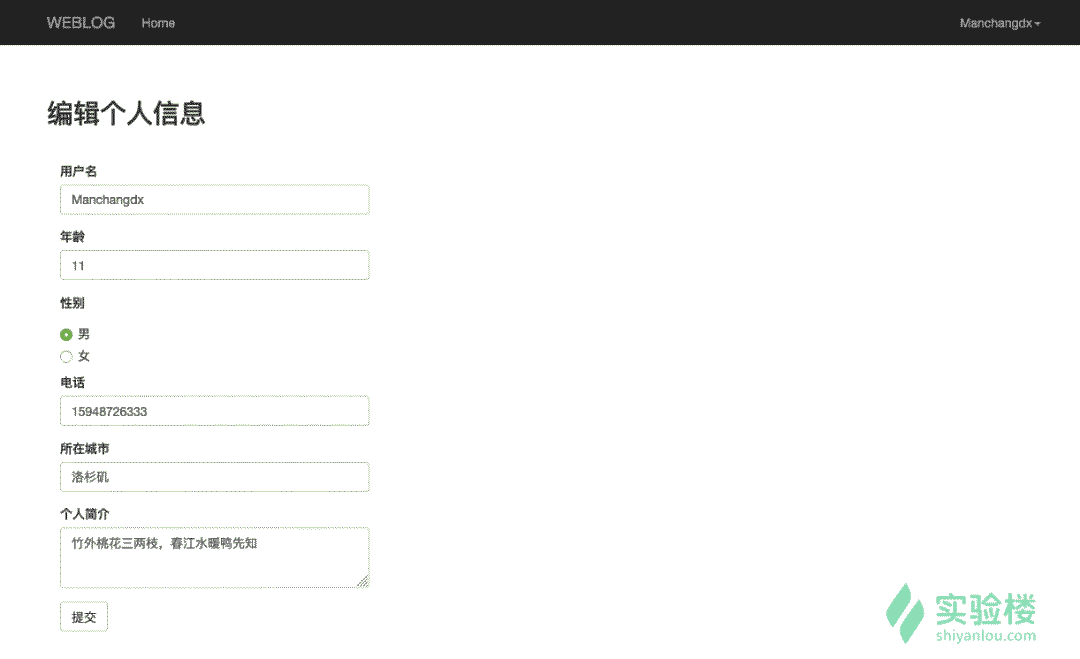 WEBLOG Home Manchangdx
编辑个人信息
用户名
Manchangdx
年龄
11
性别
男
女
电话
15948726333
所在城市
洛杉矶
个人简介
竹外桃花三两枝，春江水暖鸭先知
提交
实验楼
shiyanlou.com